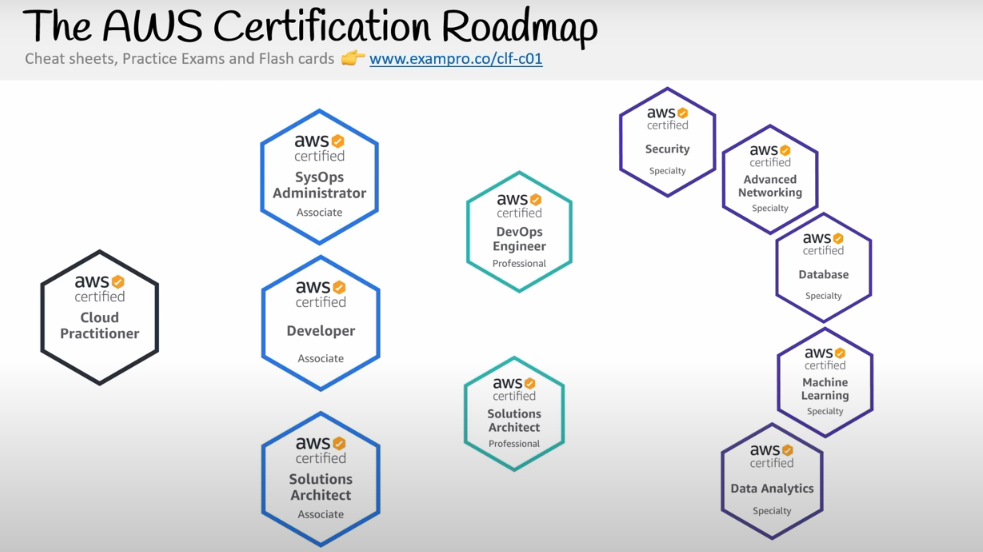 The AWS Certification Roadmap
Cheat sheets, Practice Exams and Flash cards 👉 www.exampro.co/clf-c01
aws
certified
Cloud
Practitioner
aws
certified
SysOps
Administrator
Associate
aws
certified
Developer
Associate
aws
certified
Solutions
Architect
Associate
aws
certified
DevOps
Engineer
Professional
aws
certified
Solutions
Architect
Professional
aws
certified
Security
Specialty
aws
certified
Advanced
Networking
Specialty
aws
certified
Database
Specialty
aws
certified
Machine
Learning
Specialty
aws
certified
Data Analytics
Specialty